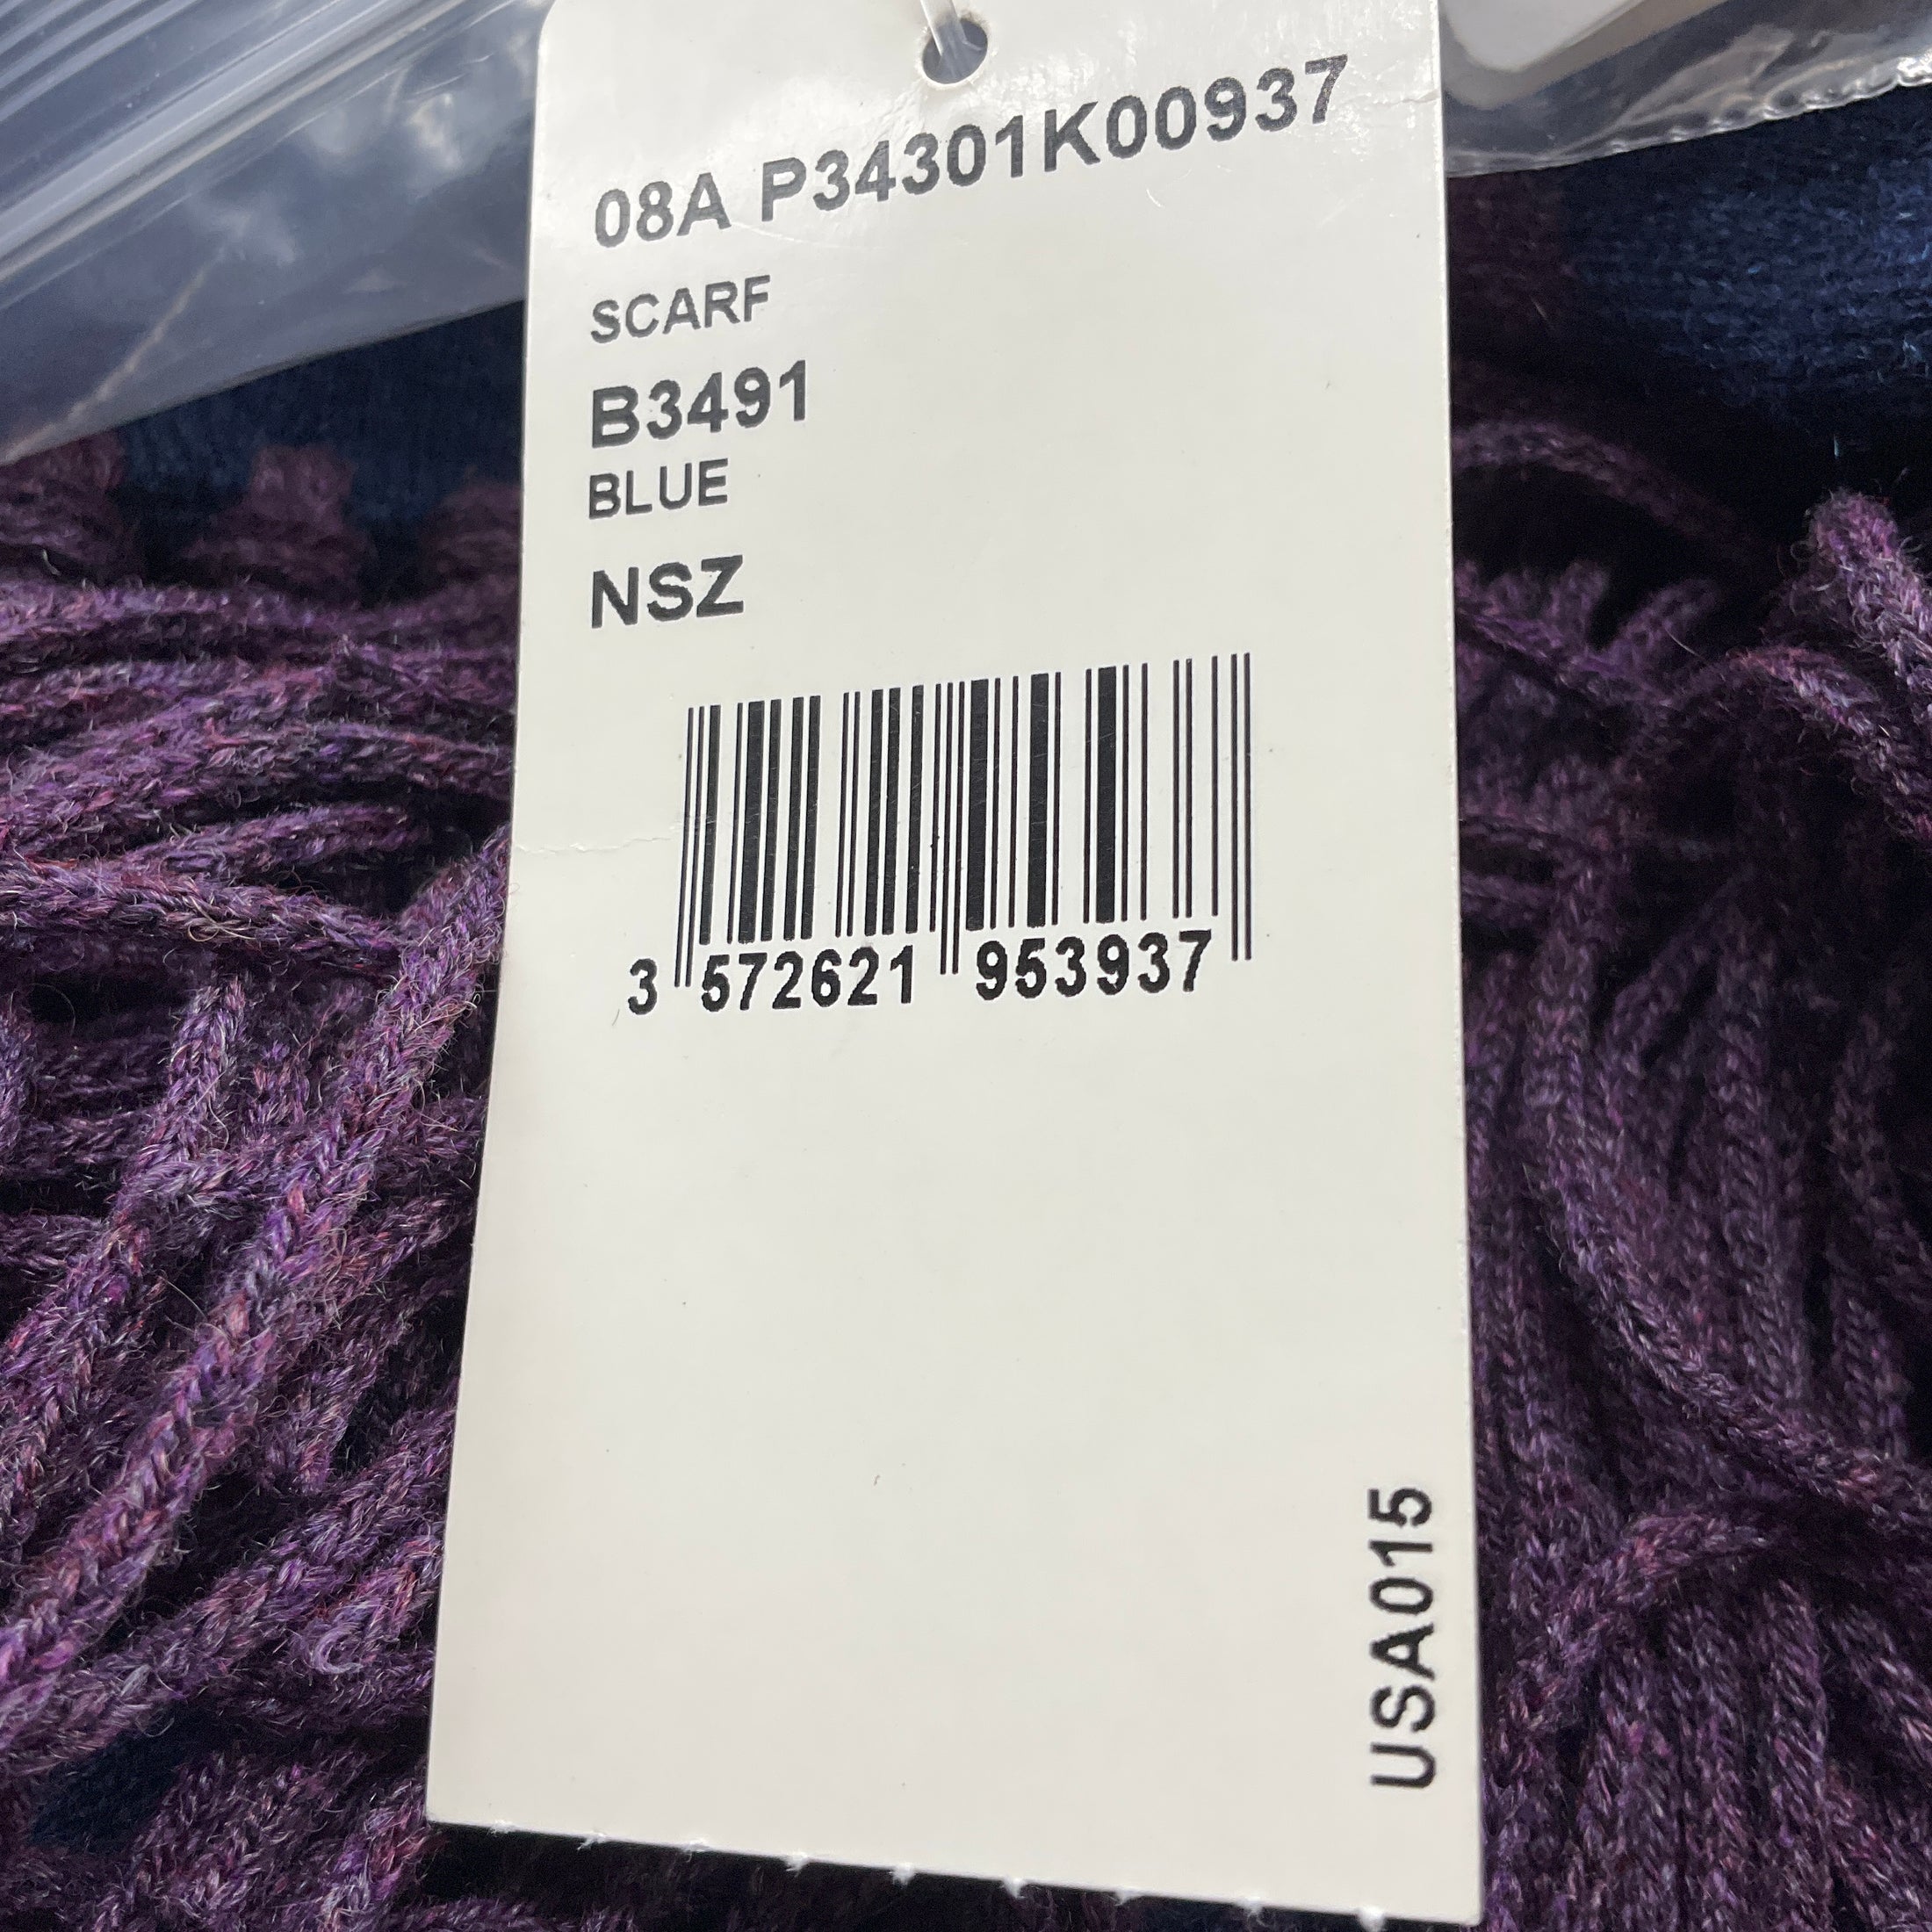 08A P34301K00937
SCARF
B3491
BLUE
NSZ
3 572621 953937
USA015